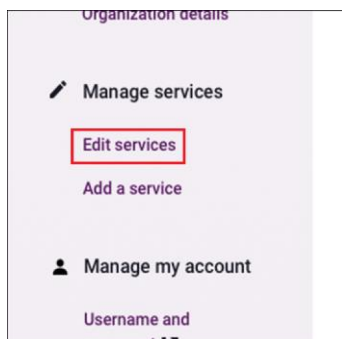 Organization details
Manage services
Edit services
Add a service
Manage my account
Username and